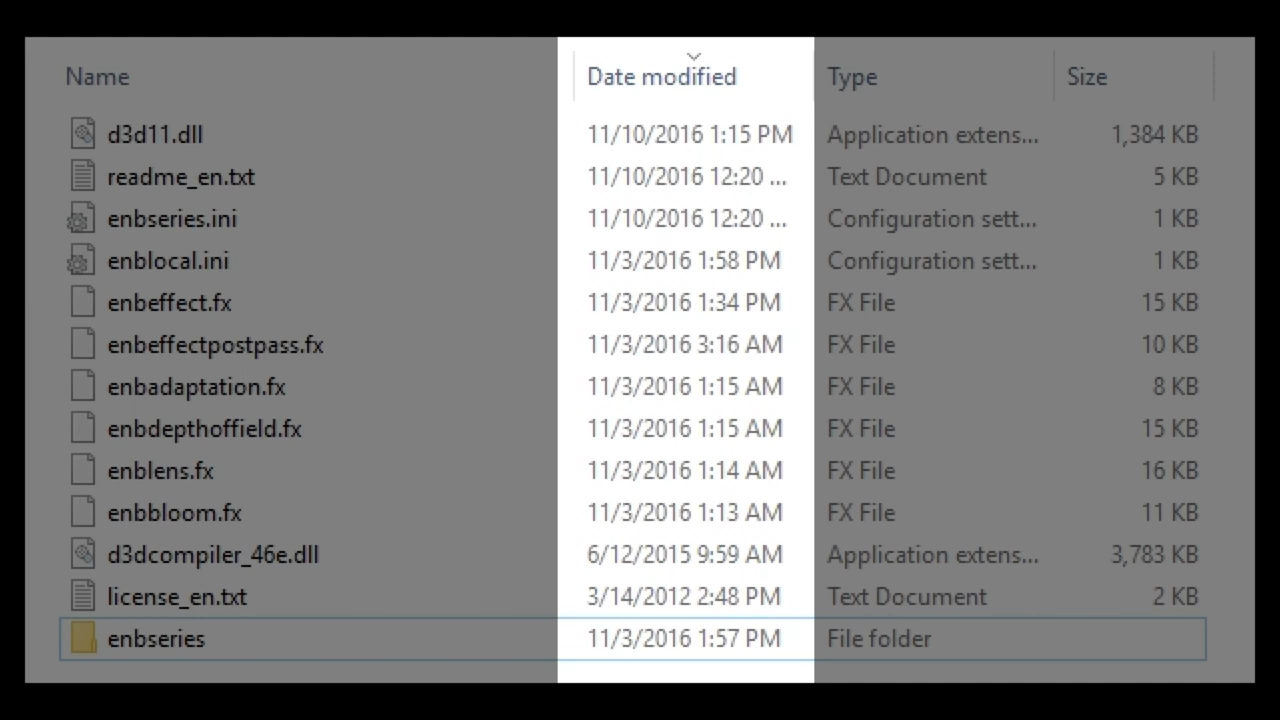 Name Date modified Type Size
d3d11.dll 11/10/2016 1:15 PM Application extens... 1,384 KB
readme_en.txt 11/10/2016 12:20 ... Text Document 5 KB
enbseries.ini 11/10/2016 12:20 ... Configuration sett... 1 KB
enblocal.ini 11/3/2016 1:58 PM Configuration sett... 1 KB
enbeffect.fx 11/3/2016 1:34 PM FX File 15 KB
enbeffectpostpass.fx 11/3/2016 3:16 AM FX File 10 KB
enbadaptation.fx 11/3/2016 1:15 AM FX File 8 KB
enbdepthoffield.fx 11/3/2016 1:15 AM FX File 15 KB
enblens.fx 11/3/2016 1:14 AM FX File 16 KB
enbbloom.fx 11/3/2016 1:13 AM FX File 11 KB
d3dcompiler_46e.dll 6/12/2015 9:59 AM Application extens... 3,783 KB
license_en.txt 3/14/2012 2:48 PM Text Document 2 KB
enbseries 11/3/2016 1:57 PM File folder